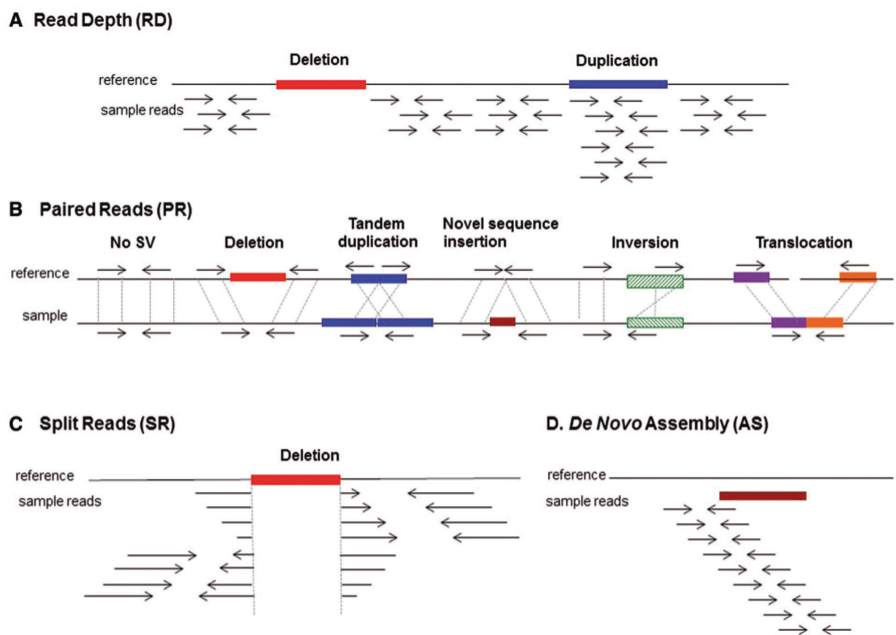 A Read Depth (RD)
Deletion
Duplication
reference
sample reads
B Paired Reads (PR)
No SV
Deletion
Tandem
duplication
Novel sequence
insertion
Inversion
Translocation
reference
sample
C Split Reads (SR)
Deletion
reference
sample reads
D. De Novo Assembly (AS)
reference
sample reads